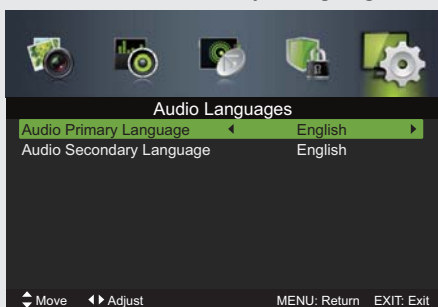 Audio Languages
Audio Primary Language English
Audio Secondary Language English
Move Adjust MENU: Return EXIT: Exit